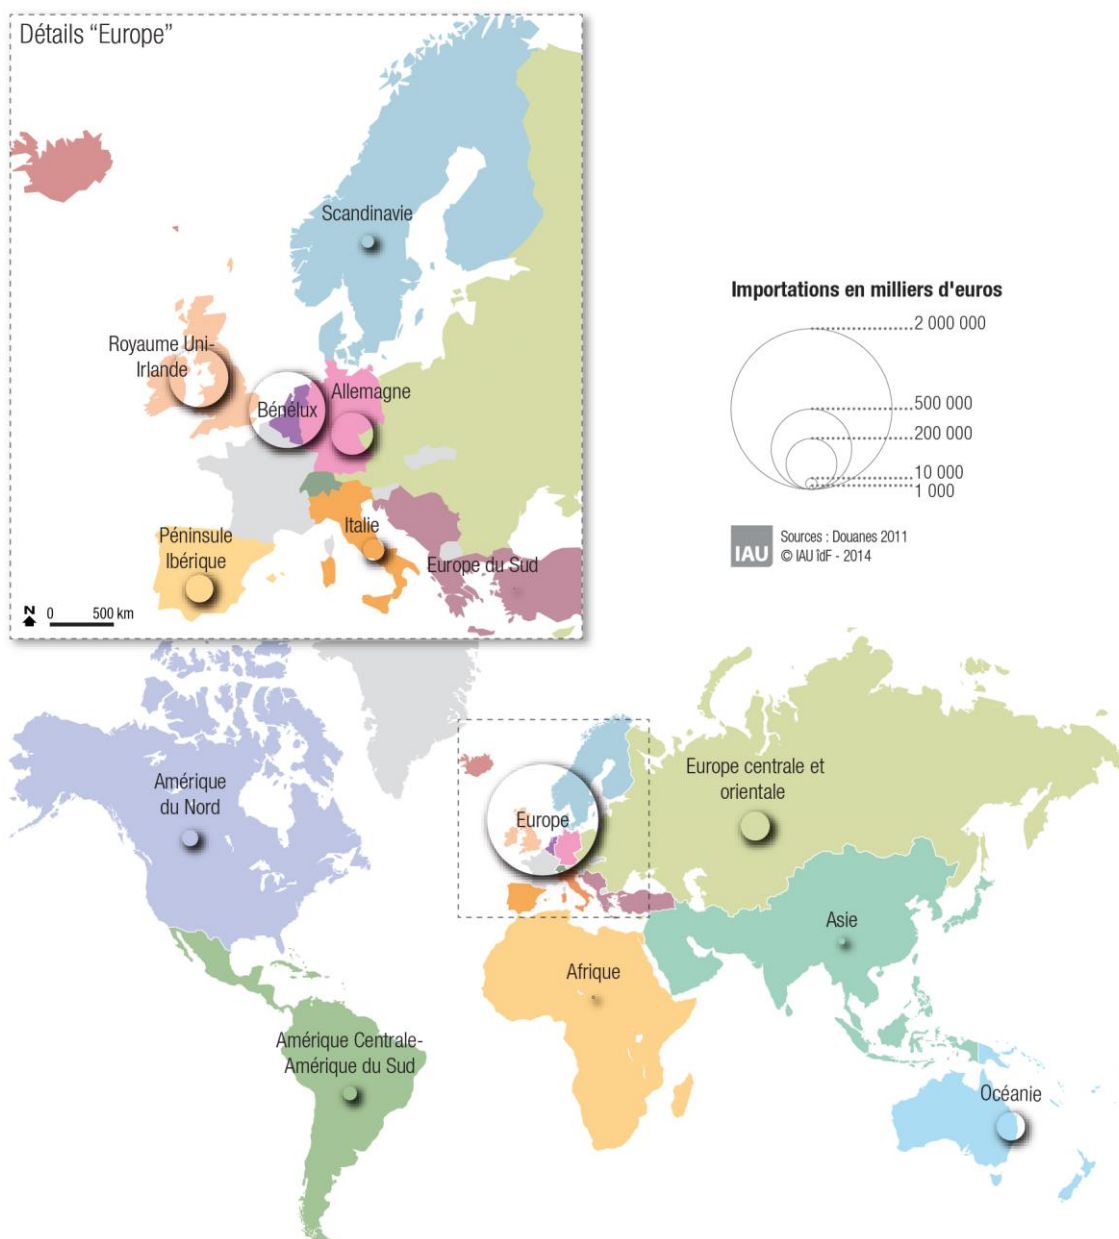 Détails “Europe”
Scandinavie
Royaume Uni-
Irlande
Bénélux
Allemagne
Péninsule
Ibérique
Italie
Europe du Sud
N
0 500 km
Importations en milliers d'euros
2 000 000
500 000
200 000
10 000
1 000
IAU
Sources : Douanes 2011
© IAU îdF - 2014
Amérique
du Nord
Europe
Europe centrale et
orientale
Asie
Afrique
Amérique Centrale-
Amérique du Sud
Océanie